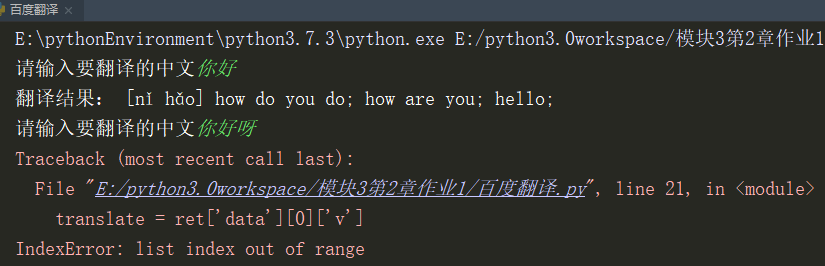 百度翻译
E:\pythonEnvironment\python3.7.3\python.exe E:/python3.0workspace/模块3第2章作业1
请输入要翻译的中文你好
翻译结果： [nǐ hǎo] how do you do; how are you; hello;
请输入要翻译的中文你好呀
Traceback (most recent call last):
File "E:/python3.0workspace/模块3第2章作业1/百度翻译.py", line 21, in <module>
translate = ret['data'][0]['v']
IndexError: list index out of range